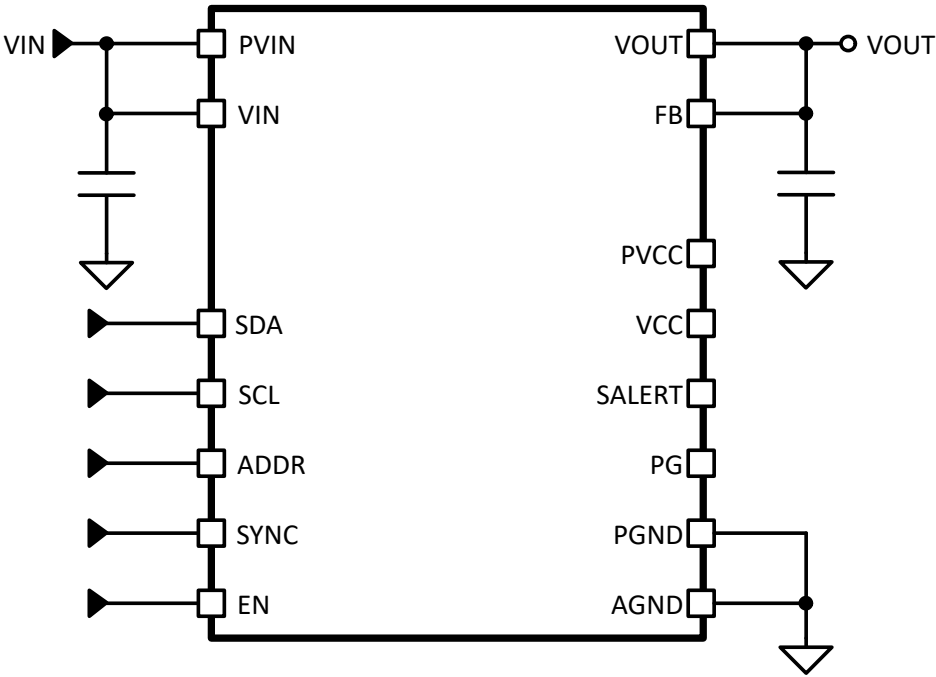 VIN
PVIN
VOUT
VOUT
VIN
FB
PVCC
SDA
VCC
SCL
SALERT
ADDR
PG
SYNC
PGND
EN
AGND